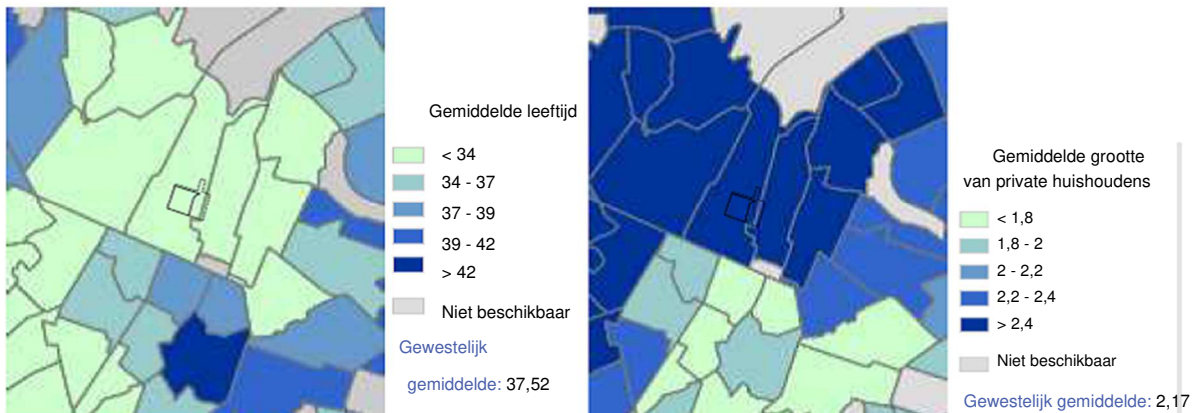 Gemiddelde leeftijd
< 34
34 - 37
37 - 39
39 - 42
> 42
Niet beschikbaar
Gewestelijk
gemiddelde: 37,52
Gemiddelde grootte
van private huishoudens
< 1,8
1,8 - 2
2 - 2,2
2,2 - 2,4
> 2,4
Niet beschikbaar
Gewestelijk gemiddelde: 2,17